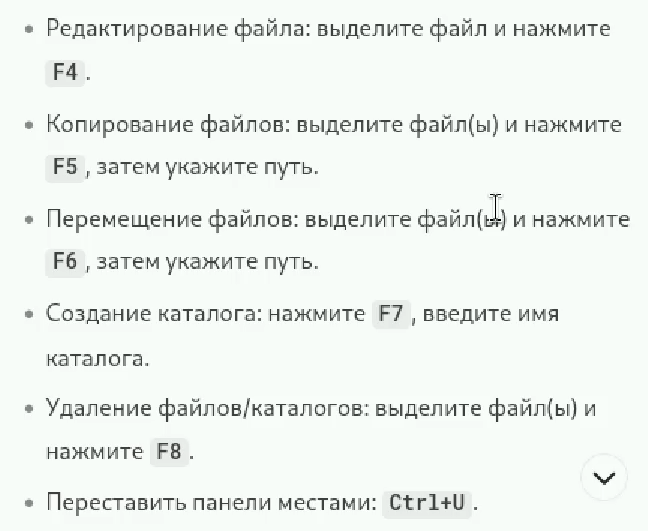 • Редактирование файла: выделите файл и нажмите
F4.
• Копирование файлов: выделите файл(ы) и нажмите
F5, затем укажите путь.
• Перемещение файлов: выделите файл(ы) и нажмите
F6, затем укажите путь.
• Создание каталога: нажмите F7, введите имя
каталога.
• Удаление файлов/каталогов: выделите файл(ы) и
нажмите F8.
• Переставить панели местами: Ctrl+U.